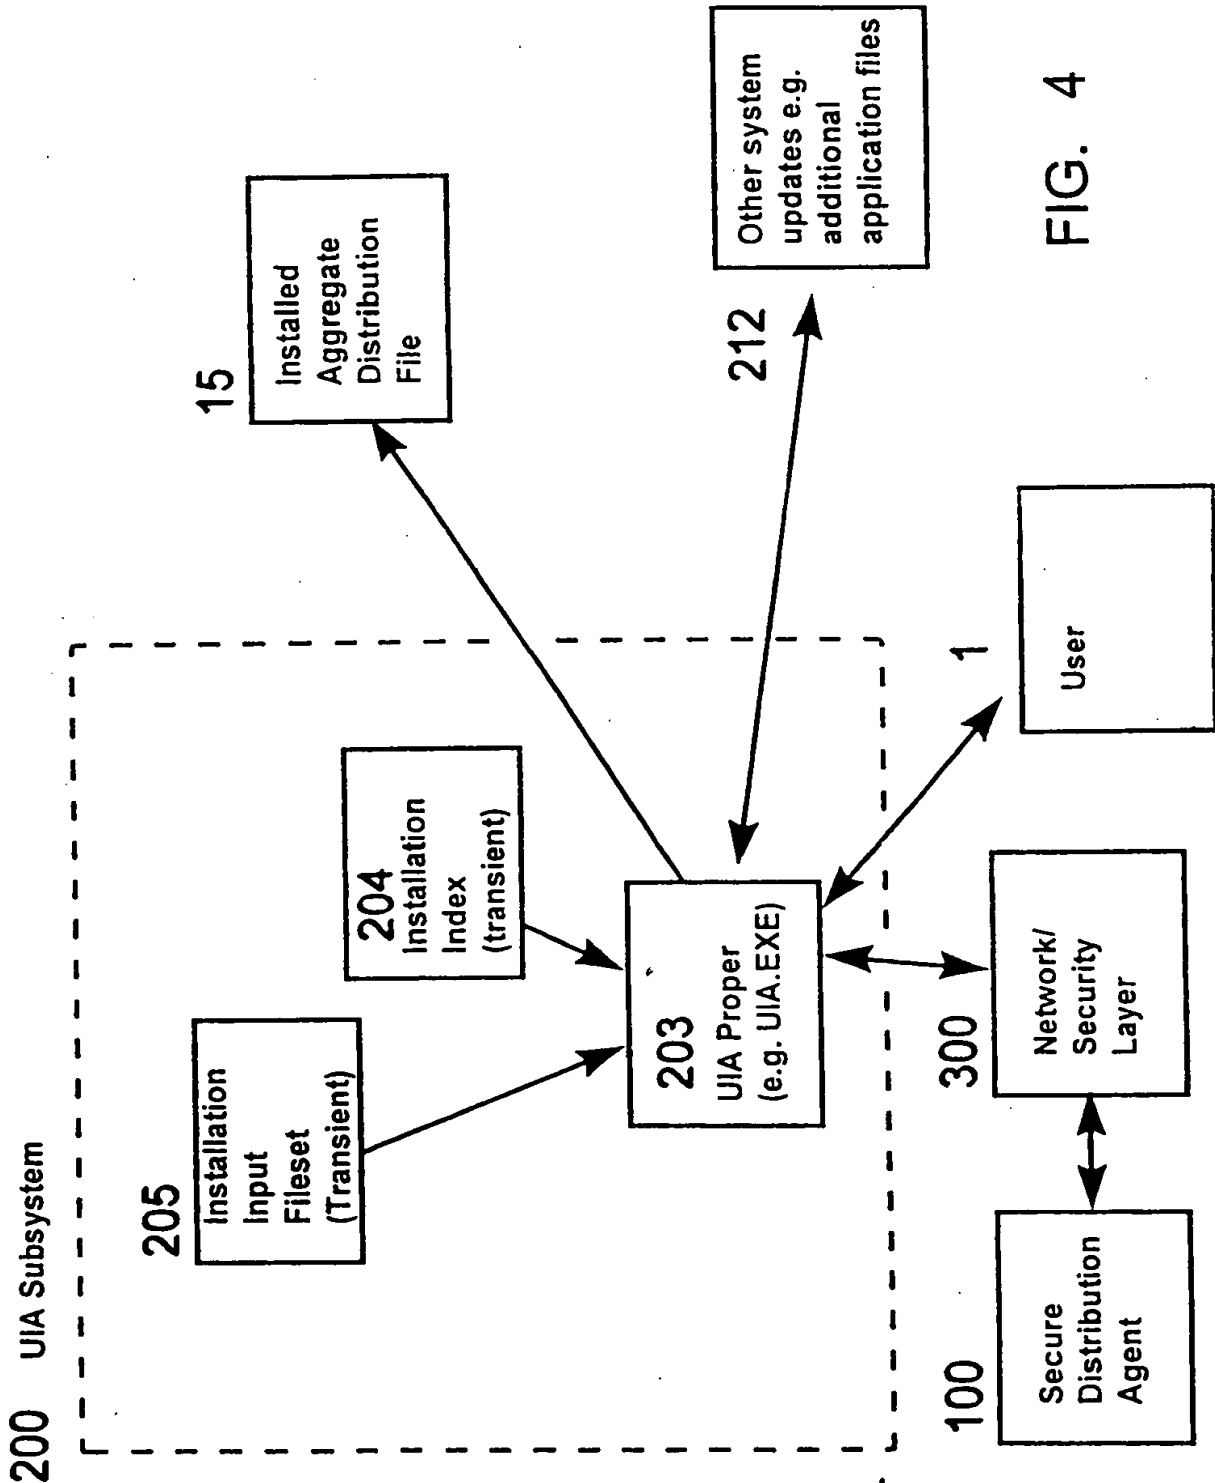 200 UIA Subsystem
205
Installation
Input
Fileset
(Transient)
204
Installation
Index
(transient)
203
UIA Proper
(e.g. UIA.EXE)
15
Installed
Aggregate
Distribution
File
212
Other system
updates e.g.
additional
application files
100
Secure
Distribution
Agent
300
Network/
Security
Layer
1
User
FIG. 4